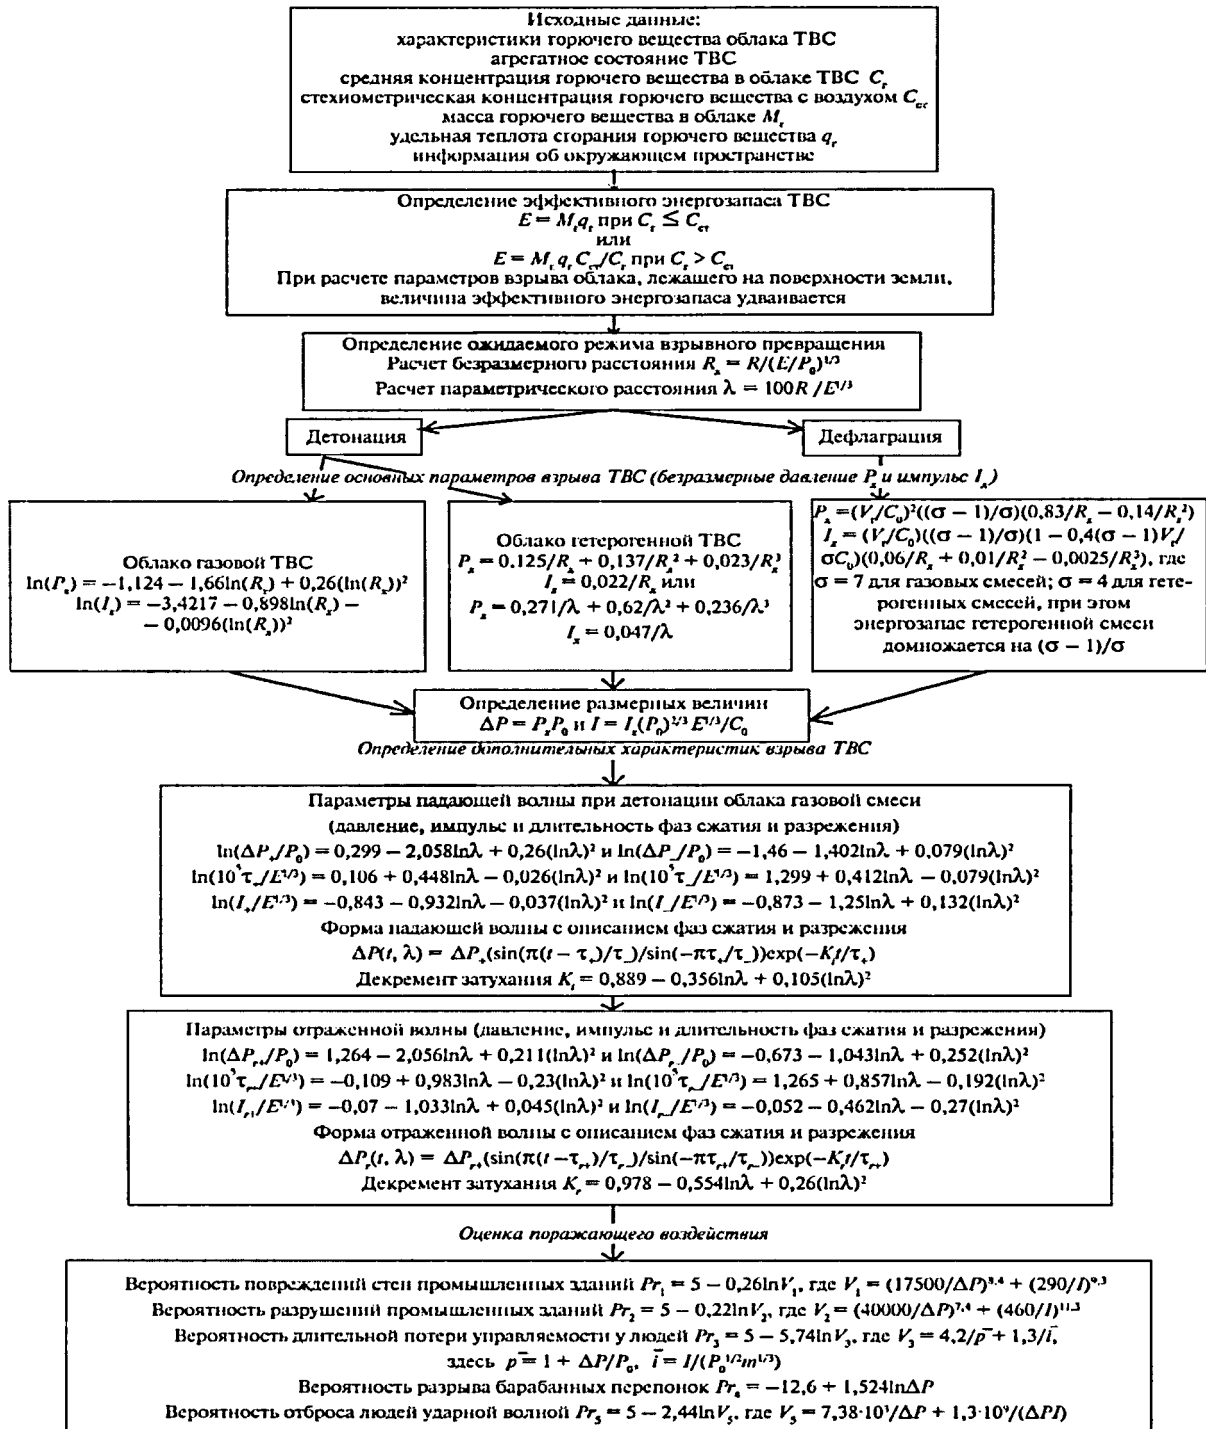 Исходные данные:
характеристики горючего вещества облака ТВС
агрегатное состояние ТВС
средняя концентрация горючего вещества в облаке ТВС C_г
стехиометрическая концентрация горючего вещества с воздухом C_ст
масса горючего вещества в облаке M_г
удельная теплота сгорания горючего вещества q_г
информация об окружающем пространстве
Определение эффективного энергозапаса ТВС
E = M_г q_г при C_г ≤ C_ст
или
E = M_г q_г C_ст/C_г при C_г > C_ст
При расчете параметров взрыва облака, лежащего на поверхности земли,
величина эффективного энергозапаса удваивается
Определение ожидаемого режима взрывного превращения
Расчет безразмерного расстояния R_x = R/(E/P_0)^1/3
Расчет параметрического расстояния λ = 100R /E^1/3
Детонация
Дефлаграция
Определение основных параметров взрыва ТВС (безразмерные давление P_x и импульс I_x)
Облако газовой ТВС
ln(P_x) = −1,124 − 1,66ln(R_x) + 0,26(ln(R_x))²
ln(I_x) = −3,4217 − 0,898ln(R_x) −
− 0,0096(ln(R_x))²
Облако гетерогенной ТВС
P_x = 0.125/R_x + 0,137/R_x² + 0,023/R_x³
I_x = 0,022/R_x или
P_x = 0,271/λ + 0,62/λ² + 0,236/λ³
I_x = 0,047/λ
P_x = (V_г/C_0)²((σ − 1)/σ)(0,83/R_x − 0,14/R_x²)
I_x = (V_г/C_0)((σ − 1)/σ)(1 − 0,4(σ − 1)V_г/
σC_0)(0,06/R_x + 0,01/R_x² − 0,0025/R_x³), где
σ = 7 для газовых смесей; σ = 4 для гете-
рогенных смесей, при этом
энергозапас гетерогенной смеси
домножается на (σ − 1)/σ
Определение размерных величин
ΔP = P_x P_0 и I = I_x(P_0)^2/3 E^1/3/C_0
Определение дополнительных характеристик взрыва ТВС
Параметры падающей волны при детонации облака газовой смеси
(давление, импульс и длительность фаз сжатия и разрежения)
ln(ΔP_+/P_0) = 0,299 − 2,058lnλ + 0,26(lnλ)² и ln(ΔP_−/P_0) = −1,46 − 1,402lnλ + 0,079(lnλ)²
ln(10^5 τ_+/E^1/3) = 0,106 + 0,448lnλ − 0,026(lnλ)² и ln(10^5 τ_−/E^1/3) = 1,299 + 0,412lnλ − 0,079(lnλ)²
ln(I_+/E^1/3) = −0,843 − 0,932lnλ − 0,037(lnλ)² и ln(I_−/E^1/3) = −0,873 − 1,25lnλ + 0,132(lnλ)²
Форма падающей волны с описанием фаз сжатия и разрежения
ΔP(t, λ) = ΔP_+(sin(π(t − τ_+)/τ_−)/sin(−πτ_+/τ_−))exp(−K_i t/τ_+)
Декремент затухания K_i = 0,889 − 0,356lnλ + 0,105(lnλ)²
Параметры отраженной волны (давление, импульс и длительность фаз сжатия и разрежения)
ln(ΔP_r+/P_0) = 1,264 − 2,056lnλ + 0,211(lnλ)² и ln(ΔP_r−/P_0) = −0,673 − 1,043lnλ + 0,252(lnλ)²
ln(10^5 τ_r+/E^1/3) = −0,109 + 0,983lnλ − 0,23(lnλ)² и ln(10^5 τ_r−/E^1/3) = 1,265 + 0,857lnλ − 0,192(lnλ)²
ln(I_r+/E^1/3) = −0,07 − 1,033lnλ + 0,045(lnλ)² и ln(I_r−/E^1/3) = −0,052 − 0,462lnλ − 0,27(lnλ)²
Форма отраженной волны с описанием фаз сжатия и разрежения
ΔP_r(t, λ) = ΔP_r+(sin(π(t − τ_r+)/τ_r−)/sin(−πτ_r+/τ_r−))exp(−K_r t/τ_r+)
Декремент затухания K_r = 0,978 − 0,554lnλ + 0,26(lnλ)²
Оценка поражающего воздействия
Вероятность повреждений стен промышленных зданий Pr_1 = 5 − 0,26lnV_1, где V_1 = (17500/ΔP)^8,4 + (290/I)^9,3
Вероятность разрушений промышленных зданий Pr_2 = 5 − 0,22lnV_2, где V_2 = (40000/ΔP)^7,4 + (460/I)^11,3
Вероятность длительной потери управляемости у людей Pr_3 = 5 − 5,74lnV_3, где V_3 = 4,2/p̄ + 1,3/ī,
здесь p̄ = 1 + ΔP/P_0, ī = I/(P_0^1/2 m^1/3)
Вероятность разрыва барабанных перепонок Pr_4 = −12,6 + 1,524lnΔP
Вероятность отброса людей ударной волной Pr_5 = 5 − 2,44lnV_5, где V_5 = 7,38·10³/ΔP + 1,3·10⁹/(ΔPI)